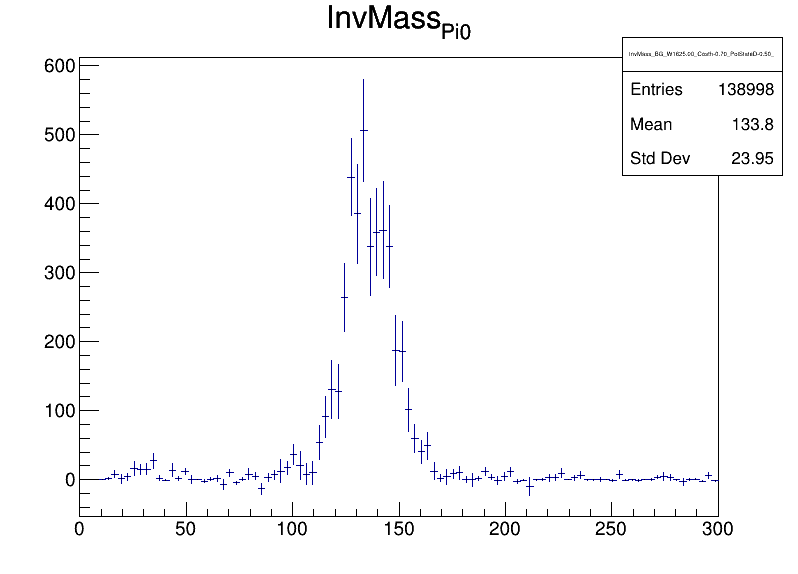 InvMass_Pi0
InvMass_BG_W1625.00_Costh-0.70_PolStateD-0.50_
Entries 138998
Mean 133.8
Std Dev 23.95
600
500
400
300
200
100
0
0 50 100 150 200 250 300